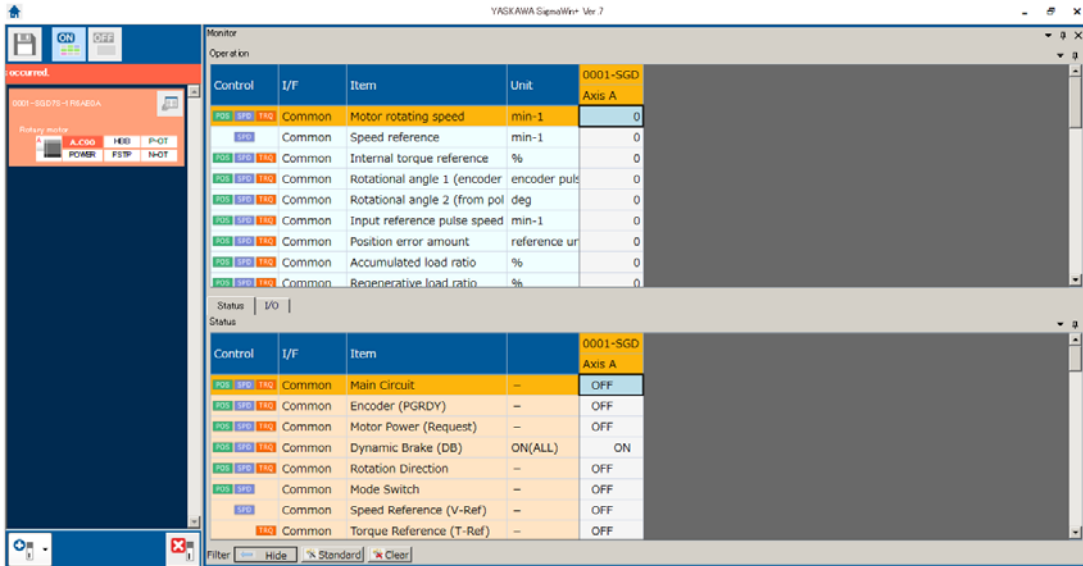 YASKAWA SigmaWin+ Ver.7
ON OFF
occurred.
0001-SGD7S-1R6AE0A
Rotary motor
A A.C90 HBB P-OT
POWER FSTP N-OT
Monitor
Operation
Control I/F Item Unit 0001-SGD
Axis A
POS SPD TRQ Common Motor rotating speed min-1 0
SPD Common Speed reference min-1 0
POS SPD TRQ Common Internal torque reference % 0
POS SPD TRQ Common Rotational angle 1 (encoder encoder puls 0
POS SPD TRQ Common Rotational angle 2 (from pol deg 0
POS SPD TRQ Common Input reference pulse speed min-1 0
POS SPD TRQ Common Position error amount reference un 0
POS SPD TRQ Common Accumulated load ratio % 0
POS SPD TRQ Common Regenerative load ratio % 0
Status I/O
Status
Control I/F Item 0001-SGD
Axis A
POS SPD TRQ Common Main Circuit – OFF
POS SPD TRQ Common Encoder (PGRDY) – OFF
POS SPD TRQ Common Motor Power (Request) – OFF
POS SPD TRQ Common Dynamic Brake (DB) ON(ALL) ON
POS SPD TRQ Common Rotation Direction – OFF
POS SPD Common Mode Switch – OFF
SPD Common Speed Reference (V-Ref) – OFF
TRQ Common Torque Reference (T-Ref) – OFF
Filter Hide Standard Clear